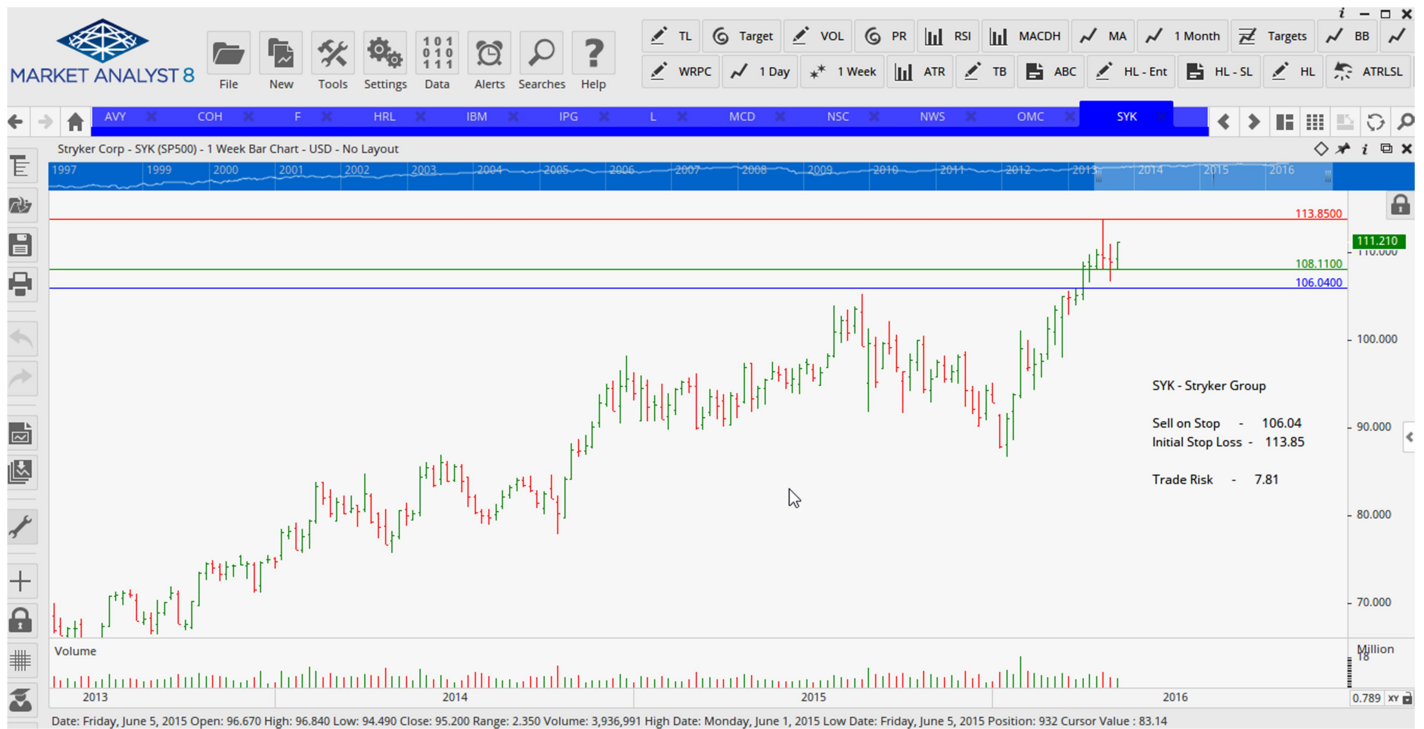 TL Target VOL PR RSI MACDH MA 1 Month Targets BB
MARKET ANALYST 8
File New Tools Settings Data Alerts Searches Help
WRPC 1 Day 1 Week ATR TB ABC HL - Ent HL - SL HL ATRLSL
AVY COH F HRL IBM IPG L MCD NSC NWS OMC SYK
Stryker Corp - SYK (SP500) - 1 Week Bar Chart - USD - No Layout
1997 1999 2000 2001 2002 2003 2004 2005 2006 2007 2008 2009 2010 2011 2012 2013 2014 2015 2016
113.8500
111.210
110.000
108.1100
106.0400
100.000
SYK - Stryker Group
Sell on Stop - 106.04
90.000
Initial Stop Loss - 113.85
Trade Risk - 7.81
80.000
70.000
Volume
Million
18
2013 2014 2015 2016
0.789 XY
Date: Friday, June 5, 2015 Open: 96.670 High: 96.840 Low: 94.490 Close: 95.200 Range: 2.350 Volume: 3,936,991 High Date: Monday, June 1, 2015 Low Date: Friday, June 5, 2015 Position: 932 Cursor Value : 83.14